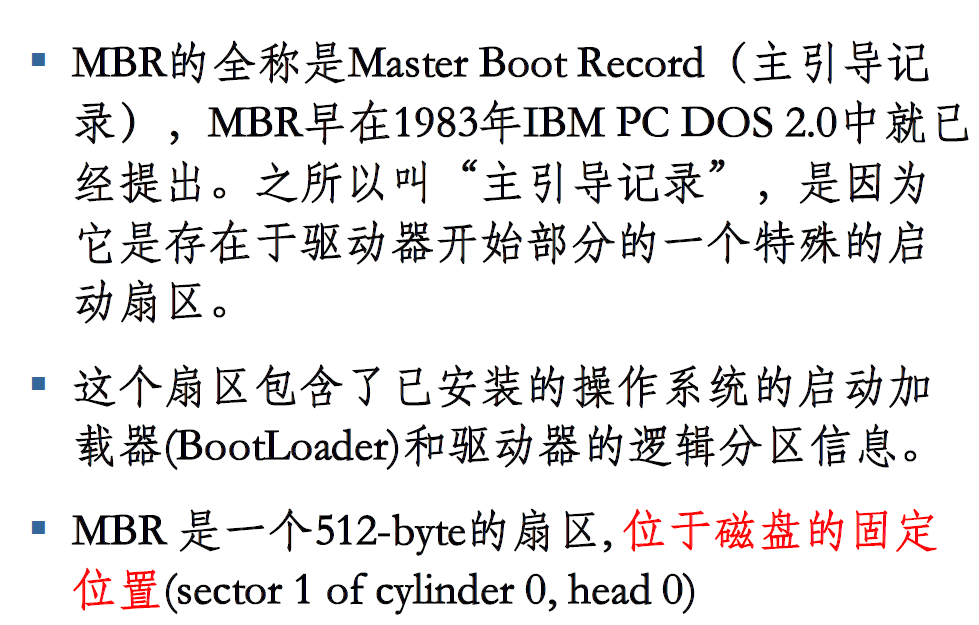 ▪ MBR的全称是Master Boot Record（主引导记
录），MBR早在1983年IBM PC DOS 2.0中就已
经提出。之所以叫“主引导记录”，是因为
它是存在于驱动器开始部分的一个特殊的启
动扇区。
▪ 这个扇区包含了已安装的操作系统的启动加
载器(BootLoader)和驱动器的逻辑分区信息。
▪ MBR 是一个512-byte的扇区,位于磁盘的固定
位置(sector 1 of cylinder 0, head 0)